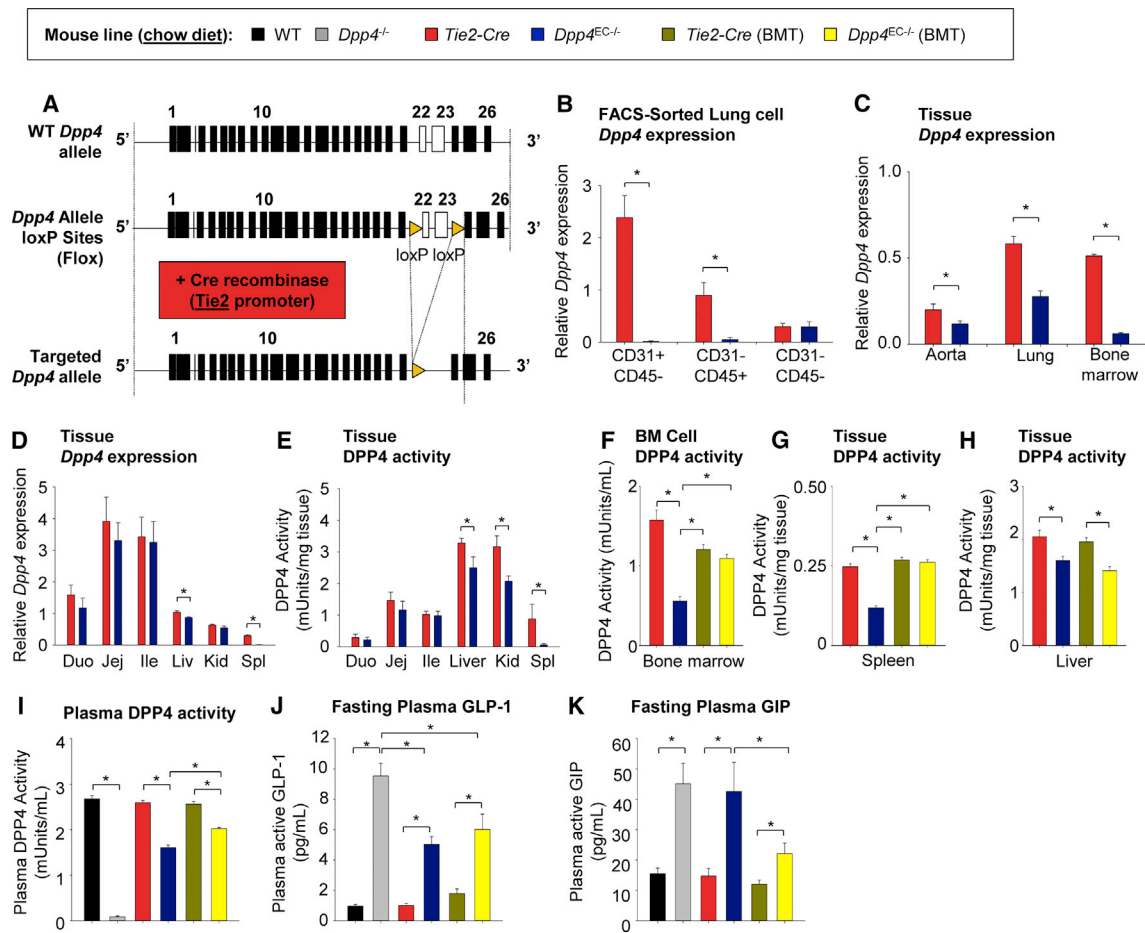 Mouse line (chow diet): WT Dpp4-/- Tie2-Cre Dpp4EC-/- Tie2-Cre (BMT) Dpp4EC-/- (BMT)
A
1 10 22 23 26
WT Dpp4 allele
5’ 3’
1 10 22 23 26
Dpp4 Allele
loxP Sites
(Flox)
5’ 3’
loxP loxP
+ Cre recombinase
(Tie2 promoter)
1 10 26
Targeted
Dpp4 allele
5’ 3’
B FACS-Sorted Lung cell
Dpp4 expression
Relative Dpp4 expression
3
2
1
0
* *
CD31+ CD31- CD31-
CD45- CD45+ CD45-
C Tissue
Dpp4 expression
Relative Dpp4 expression
1.0
0.5
0.0
* * *
Aorta Lung Bone
marrow
D Tissue
Dpp4 expression
Relative Dpp4 expression
5
4
3
2
1
0
* *
Duo Jej Ile Liv Kid Spl
E Tissue
DPP4 activity
DPP4 Activity
(mUnits/mg tissue)
5
4
3
2
1
0
* * *
Duo Jej Ile Liver Kid Spl
F BM Cell
DPP4 activity
DPP4 Activity (mUnits/mL)
2
1
0
* * *
Bone marrow
G Tissue
DPP4 activity
DPP4 Activity
(mUnits/mg tissue)
0.50
0.25
0
* * *
Spleen
H Tissue
DPP4 activity
DPP4 Activity
(mUnits/mg tissue)
3
2
1
0
* *
Liver
I Plasma DPP4 activity
Plasma DPP4 Activity
(mUnits/mL)
4
3
2
1
0
* * * *
J Fasting Plasma GLP-1
Plasma active GLP-1
(pg/mL)
12
10
8
6
4
2
0
* * * * *
K Fasting Plasma GIP
Plasma active GIP
(pg/mL)
60
50
40
30
20
10
0
* * * *